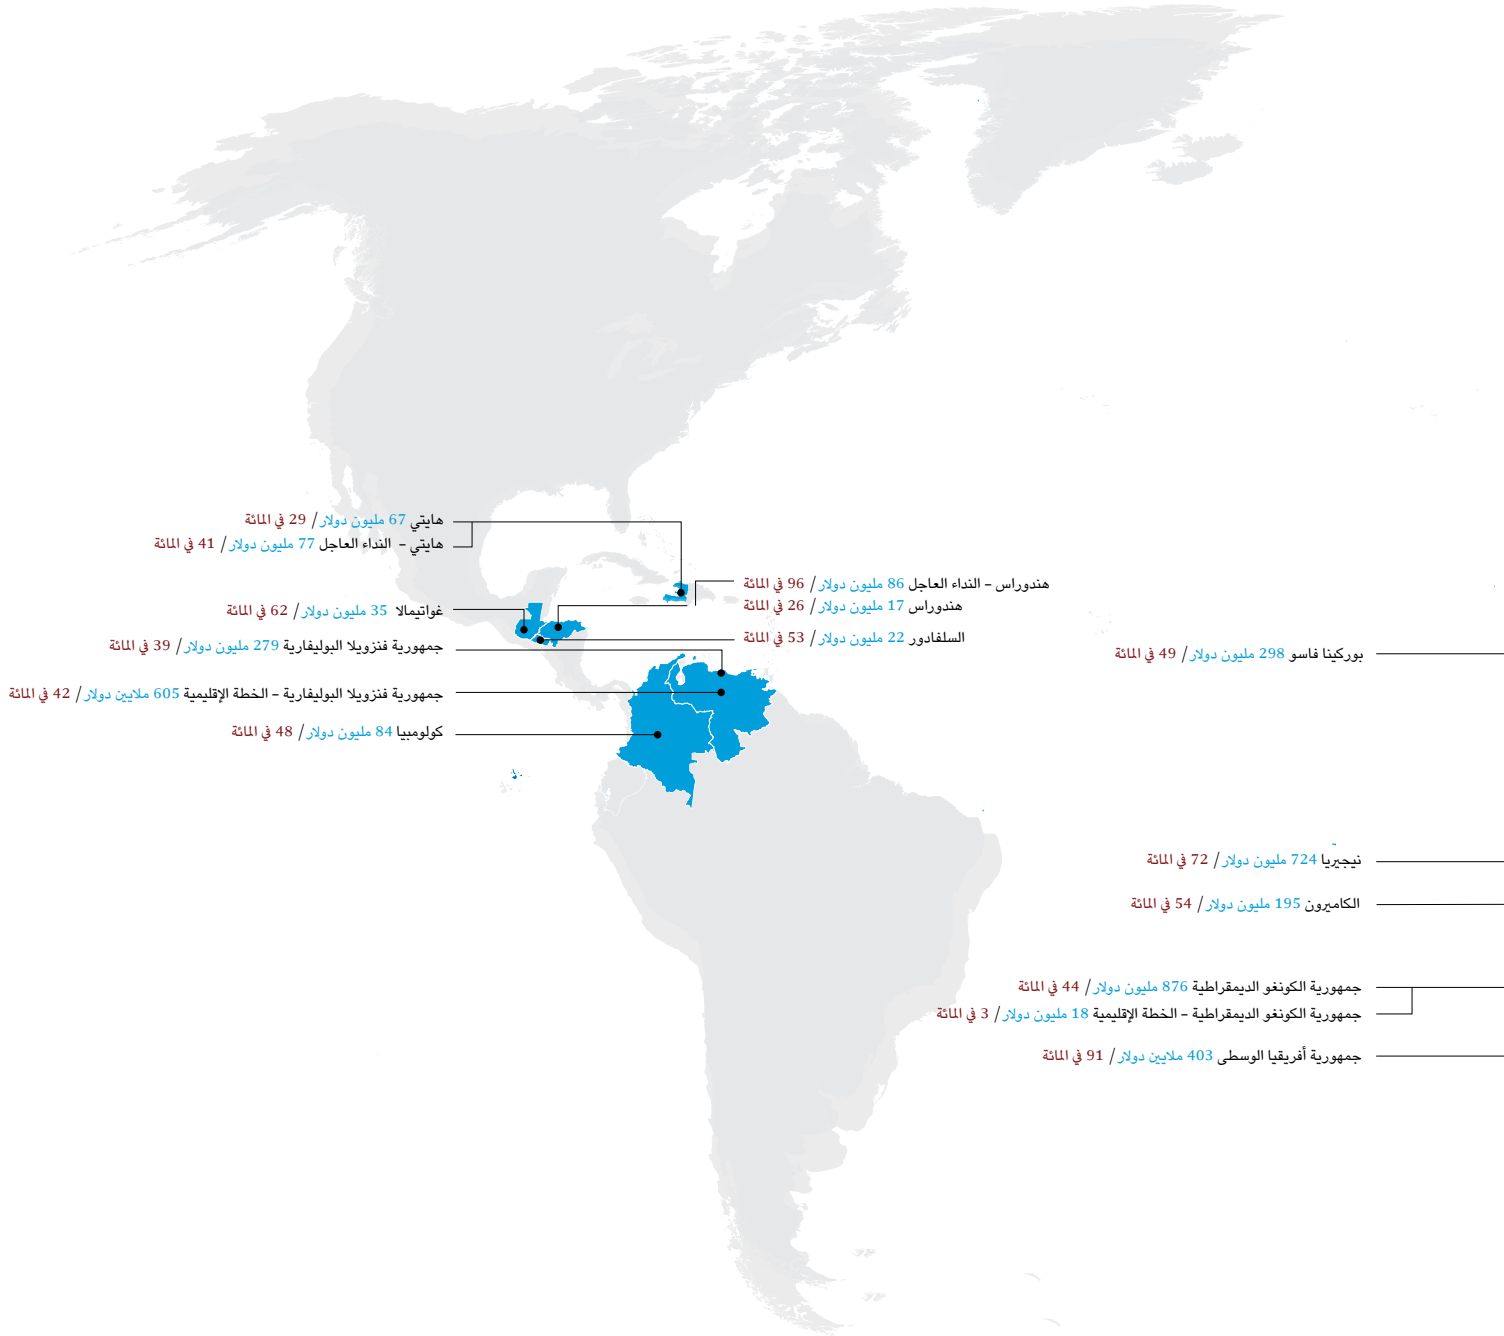 هايتي 67 مليون دولار/ 29 في المائة
هايتي – النداء العاجل 77 مليون دولار/ 41 في المائة
هندوراس – النداء العاجل 86 مليون دولار/ 96 في المائة
هندوراس 17 مليون دولار/ 26 في المائة
غواتيمالا 35 مليون دولار/ 62 في المائة
السلفادور 22 مليون دولار/ 53 في المائة
جمهورية فنزويلا البوليفارية 279 مليون دولار/ 39 في المائة
جمهورية فنزويلا البوليفارية – الخطة الإقليمية 605 ملايين دولار/ 42 في المائة
كولومبيا 84 مليون دولار/ 48 في المائة
بوركينا فاسو 298 مليون دولار/ 49 في المائة
نيجيريا 724 مليون دولار/ 72 في المائة
الكاميرون 195 مليون دولار/ 54 في المائة
جمهورية الكونغو الديمقراطية 876 مليون دولار/ 44 في المائة
جمهورية الكونغو الديمقراطية – الخطة الإقليمية 18 مليون دولار/ 3 في المائة
جمهورية أفريقيا الوسطى 403 ملايين دولار/ 91 في المائة